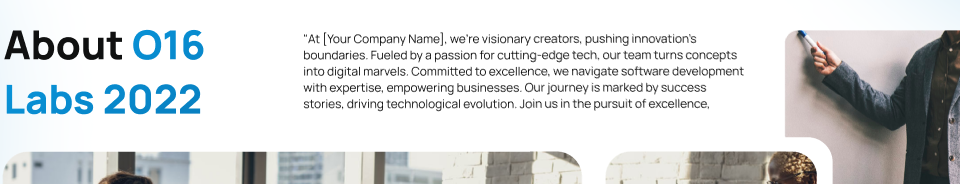 About O16
Labs 2022
"At [Your Company Name], we're visionary creators, pushing innovation's
boundaries. Fueled by a passion for cutting-edge tech, our team turns concepts
into digital marvels. Committed to excellence, we navigate software development
with expertise, empowering businesses. Our journey is marked by success
stories, driving technological evolution. Join us in the pursuit of excellence,